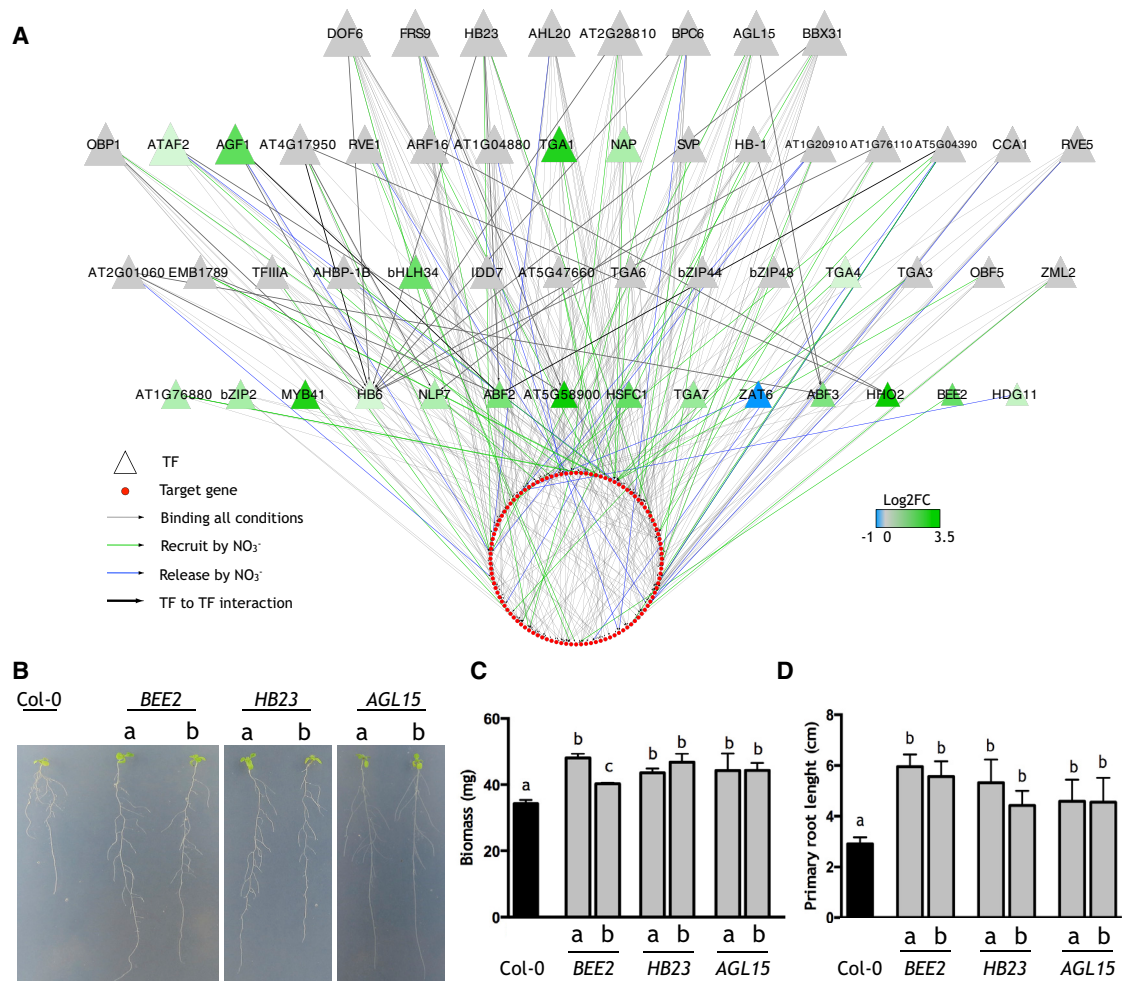 A
DOF6 FRS9 HB23 AHL20 AT2G28810 BPC6 AGL15 BBX31
OBP1 ATAF2 AGF1 AT4G17950 RVE1 ARF16 AT1G04880 TGA1 NAP SVP HB-1 AT1G20910 AT1G76110 AT5G04390 CCA1 RVE5
AT2G01060 EMB1789 TFIIIA AHBP-1B bHLH34 IDD7 AT5G47660 TGA6 bZIP44 bZIP48 TGA4 TGA3 OBF5 ZML2
AT1G76880 bZIP2 MYB41 HB6 NLP7 ABF2 AT5G58900 HSFC1 TGA7 ZAT6 ABF3 HHO2 BEE2 HDG11
TF
Target gene
Binding all conditions
Recruit by NO₃⁻
Release by NO₃⁻
TF to TF interaction
Log2FC
-1 0 3.5
B
Col-0 BEE2 HB23 AGL15
a b a b a b
C
Biomass (mg)
60
40
20
0
a b c b b b b
a b a b a b
Col-0 BEE2 HB23 AGL15
D
Primary root lenght (cm)
8
6
4
2
0
a b b b b b b
a b a b a b
Col-0 BEE2 HB23 AGL15